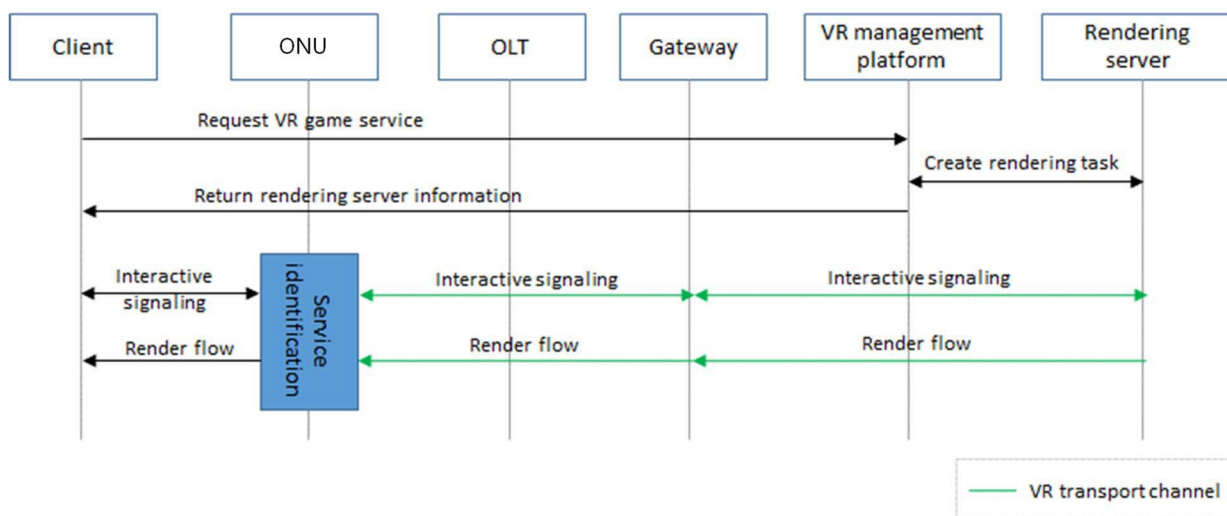 Client
ONU
OLT
Gateway
VR management
platform
Rendering
server
Request VR game service
Create rendering task
Return rendering server information
Interactive
signaling
Service
identification
Interactive signaling
Interactive signaling
Render flow
Render flow
Render flow
VR transport channel